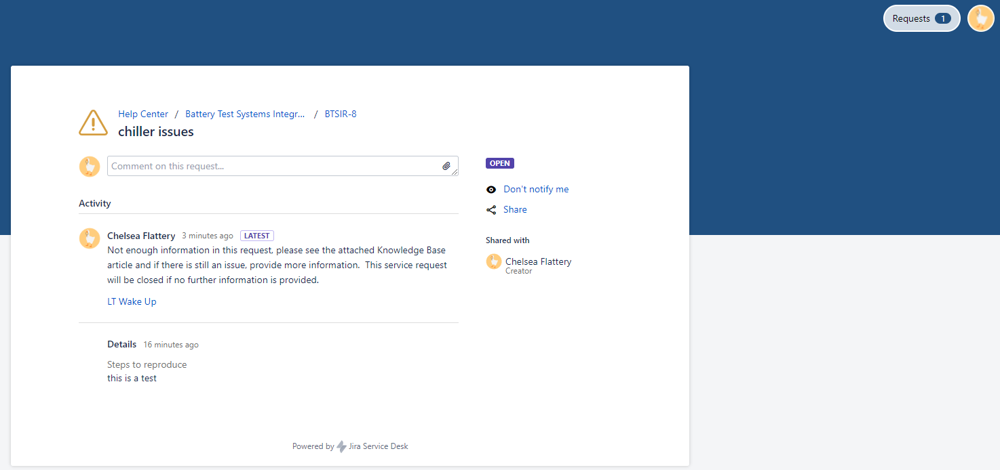 Requests 1
Help Center / Battery Test Systems Integr... / BTSIR-8
chiller issues
Comment on this request...
OPEN
Don't notify me
Share
Activity
Chelsea Flattery 3 minutes ago LATEST
Not enough information in this request, please see the attached Knowledge Base
article and if there is still an issue, provide more information.  This service request
will be closed if no further information is provided.
LT Wake Up
Shared with
Chelsea Flattery
Creator
Details 16 minutes ago
Steps to reproduce
this is a test
Powered by Jira Service Desk